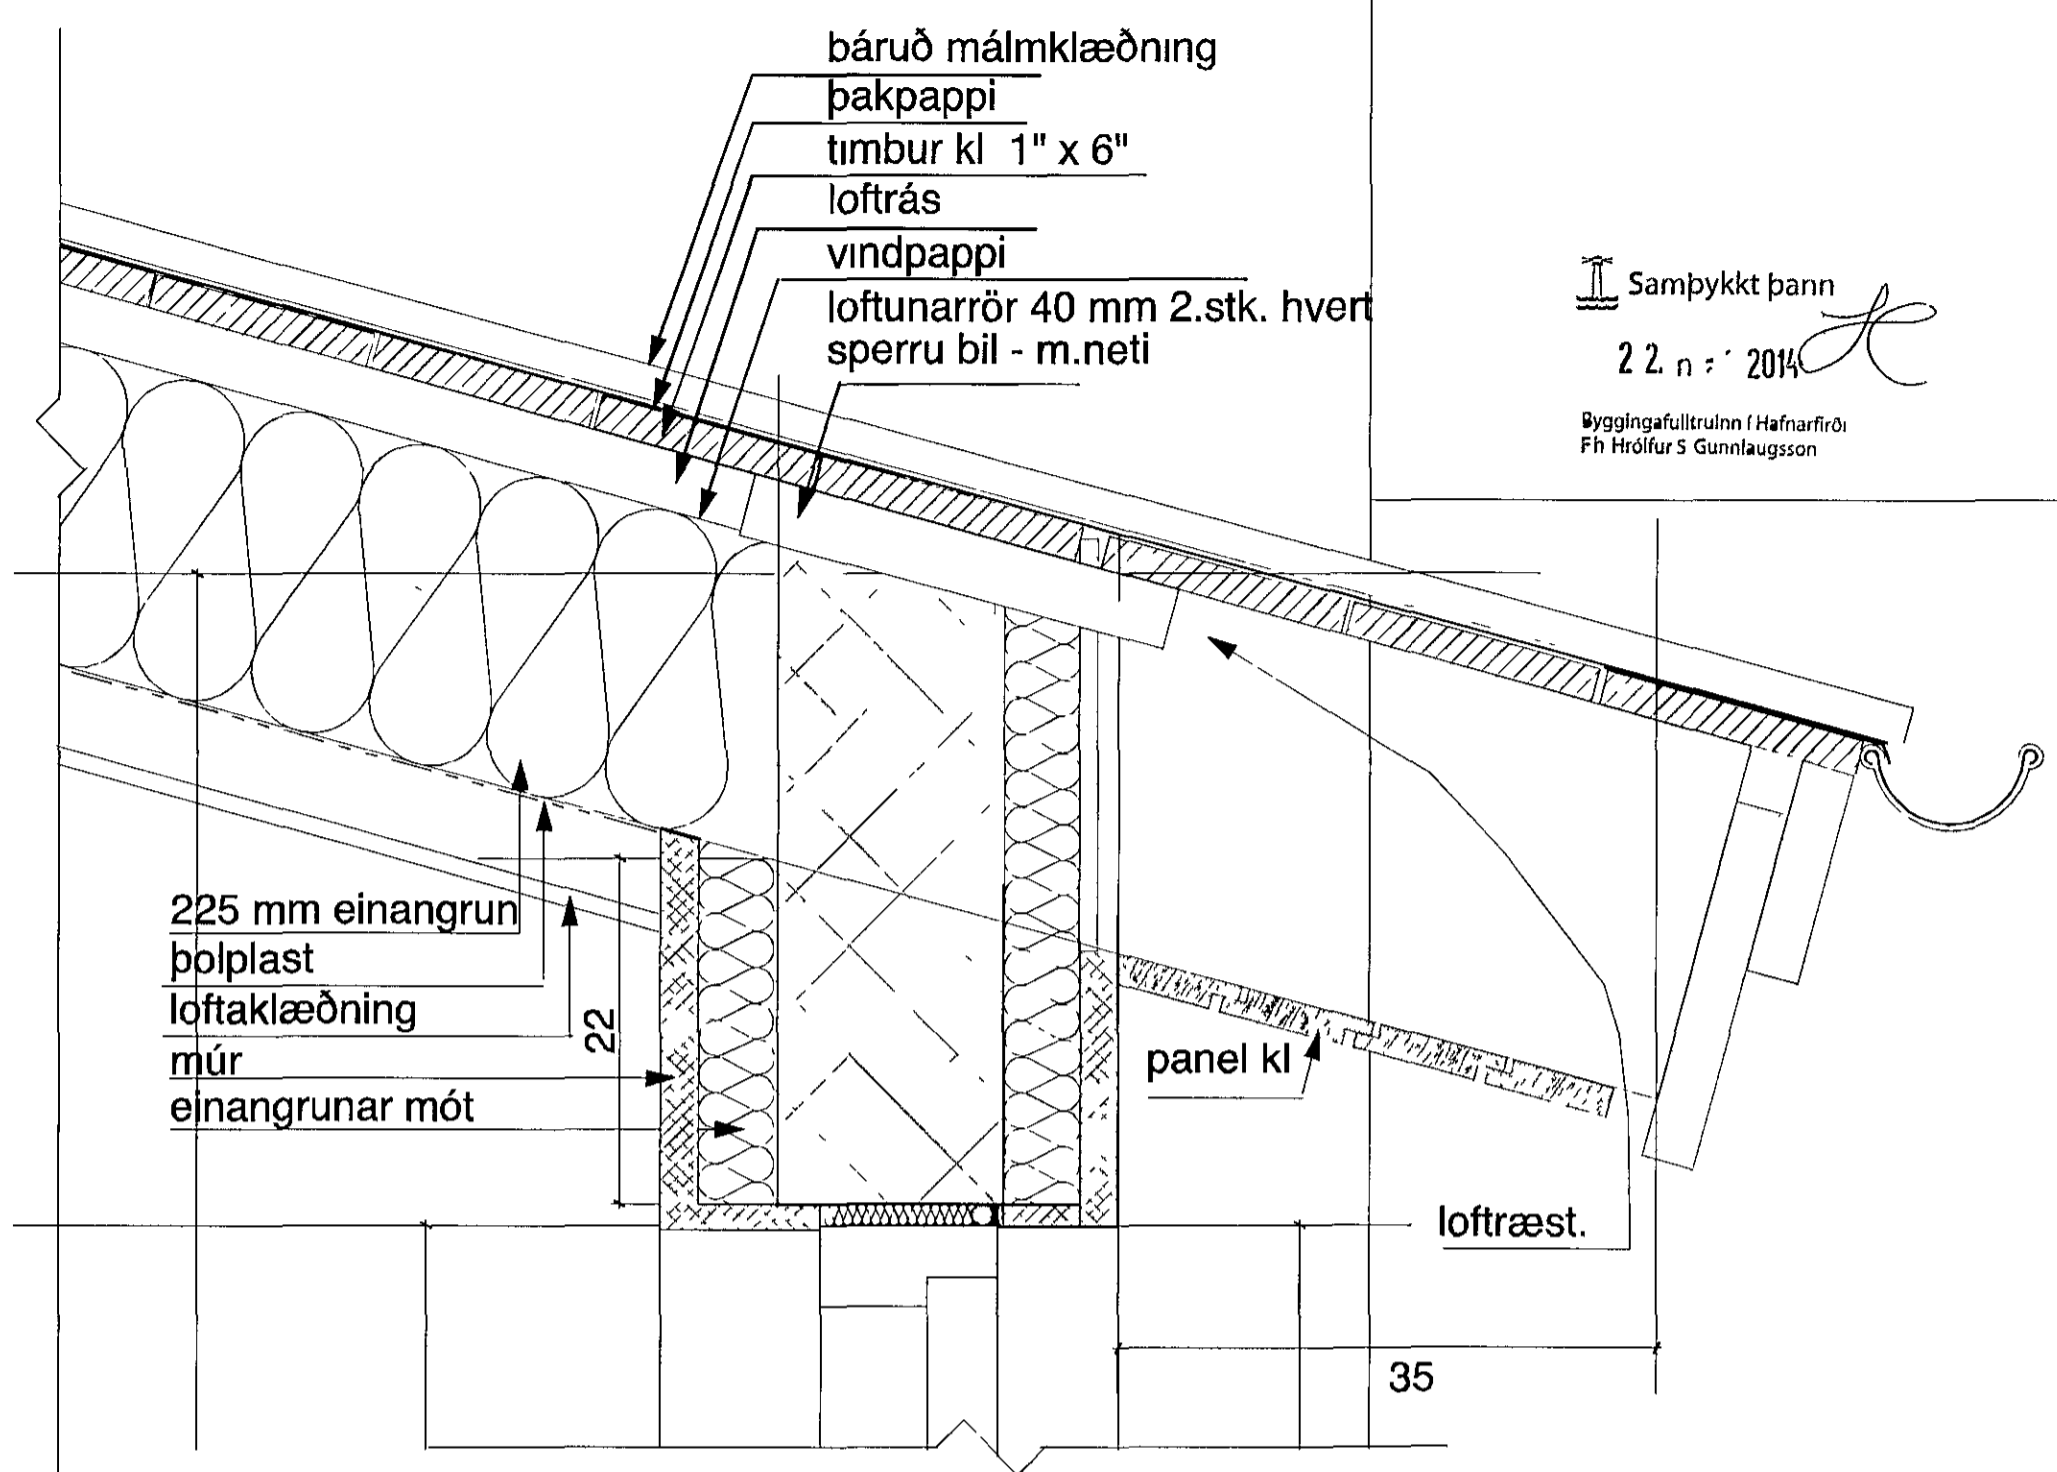 báruð málmklæðning
þakpappi
timbur kl 1" x 6"
loftrás
vindpappi
loftunarrör 40 mm 2.stk. hvert
sperru bil - m.neti
Samþykkt þann
22. 2014
Byggingafulltrúinn í Hafnarfirði
Fh Hrólfur S Gunnlaugsson
225 mm einangrun
þolplast
loftaklæðning
múr
einangrunar mót
22
panel kl
loftræst.
35